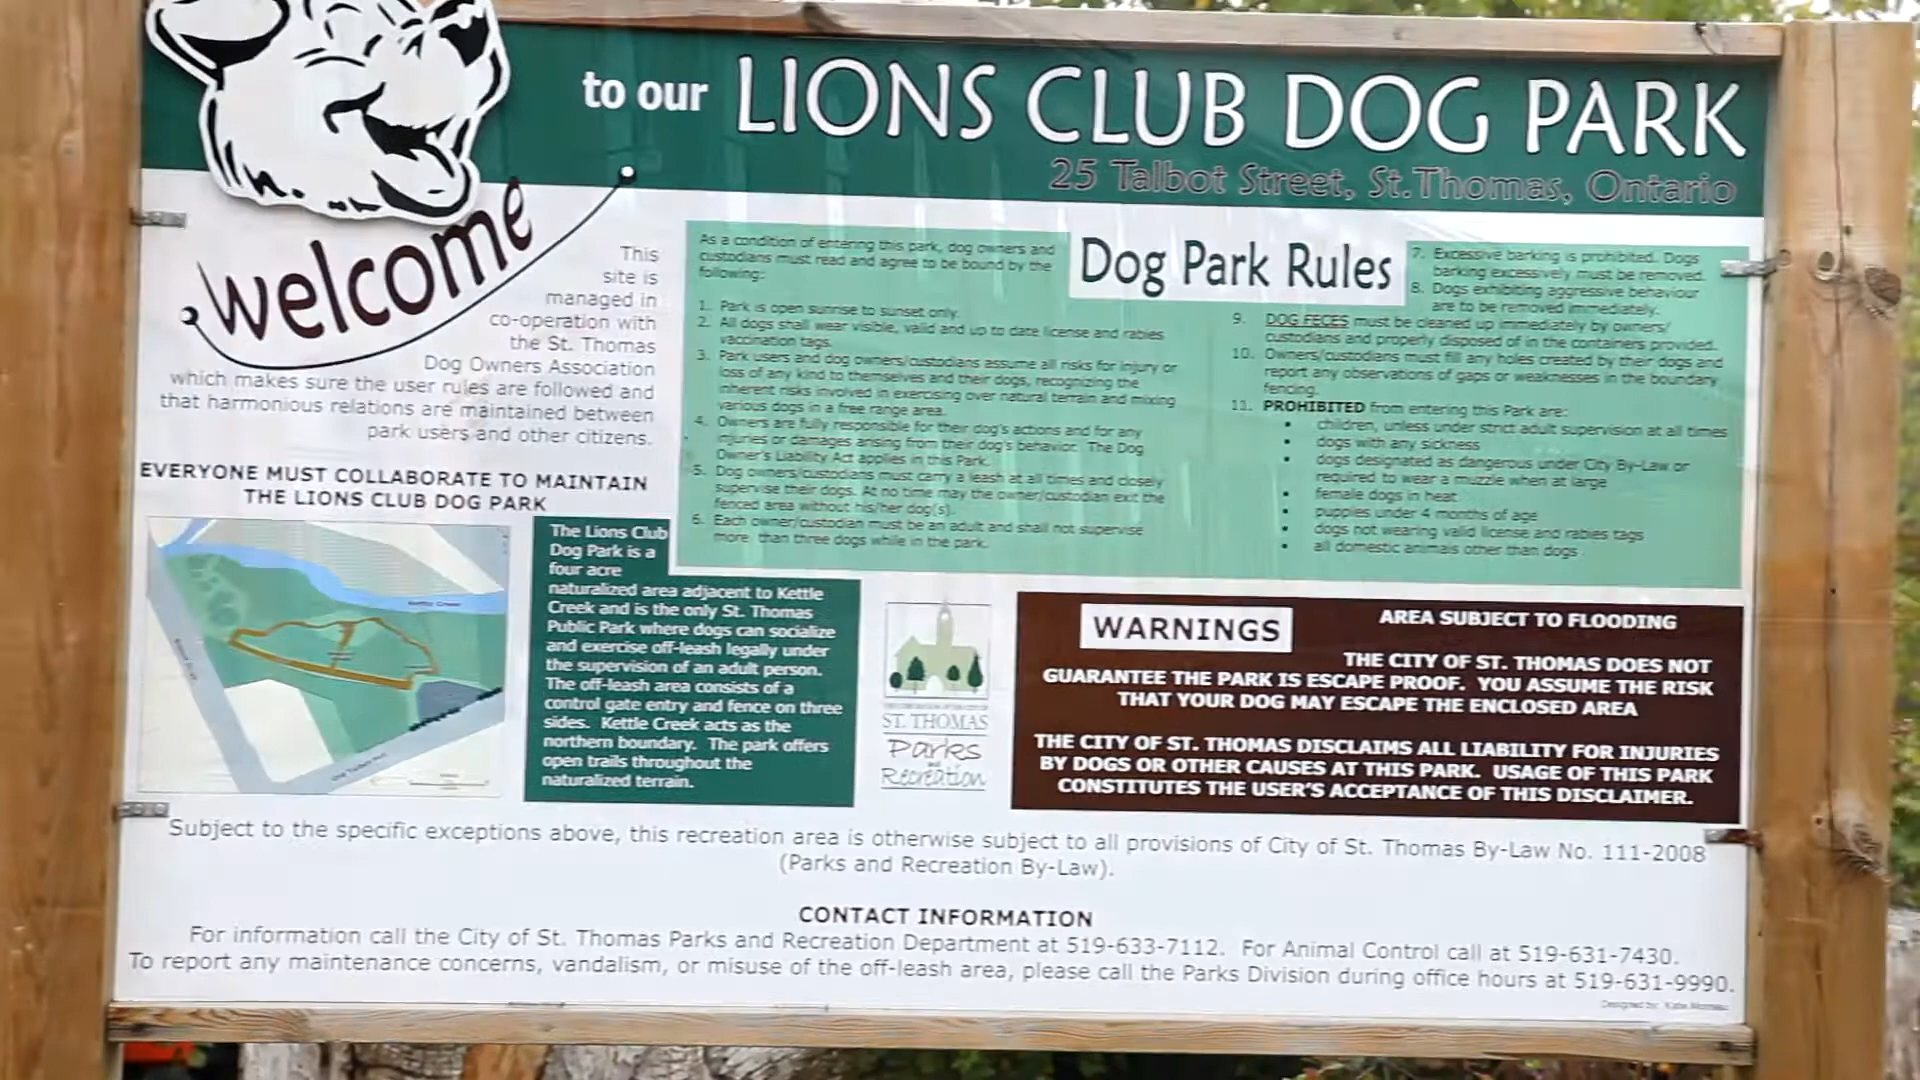 welcome
to our LIONS CLUB DOG PARK
25 Talbot Street, St.Thomas, Ontario
This
site is
managed in
co-operation with
the St. Thomas
Dog Owners Association
which makes sure the user rules are followed and
that harmonious relations are maintained between
park users and other citizens.
EVERYONE MUST COLLABORATE TO MAINTAIN
THE LIONS CLUB DOG PARK
Dog Park Rules
As a condition of entering this park, dog owners and
custodians must read and agree to be bound by the
following:
1. Park is open sunrise to sunset only.
2. All dogs shall wear visible, valid and up to date license and rabies
vaccination tags.
3. Park users and dog owners/custodians assume all risks for injury or
loss of any kind to themselves and their dogs, recognizing the
inherent risks involved in exercising over natural terrain and mixing
various dogs in a free range area.
4. Owners are fully responsible for their dog's actions and for any
injuries or damages arising from their dog's behavior. The Dog
Owner's Liability Act applies in this Park.
5. Dog owners/custodians must carry a leash at all times and closely
supervise their dogs. At no time may the owner/custodian exit the
fenced area without his/her dog(s).
6. Each owner/custodian must be an adult and shall not supervise
more than three dogs while in the park.
7. Excessive barking is prohibited. Dogs
barking excessively must be removed.
8. Dogs exhibiting aggressive behaviour
are to be removed immediately.
9. DOG FECES must be cleaned up immediately by owners/
custodians and properly disposed of in the containers provided.
10. Owners/custodians must fill any holes created by their dogs and
report any observations of gaps or weaknesses in the boundary
fencing.
11. PROHIBITED from entering this Park are:
• children, unless under strict adult supervision at all times
• dogs with any sickness
• dogs designated as dangerous under City By-Law or
required to wear a muzzle when at large
• female dogs in heat
• puppies under 4 months of age
• dogs not wearing valid license and rabies tags
• all domestic animals other than dogs
Kettle Creek
The Lions Club
Dog Park is a
four acre
naturalized area adjacent to Kettle
Creek and is the only St. Thomas
Public Park where dogs can socialize
and exercise off-leash legally under
the supervision of an adult person.
The off-leash area consists of a
control gate entry and fence on three
sides. Kettle Creek acts as the
northern boundary. The park offers
open trails throughout the
naturalized terrain.
ST. THOMAS
Parks
and
Recreation
WARNINGS
AREA SUBJECT TO FLOODING
THE CITY OF ST. THOMAS DOES NOT
GUARANTEE THE PARK IS ESCAPE PROOF. YOU ASSUME THE RISK
THAT YOUR DOG MAY ESCAPE THE ENCLOSED AREA
THE CITY OF ST. THOMAS DISCLAIMS ALL LIABILITY FOR INJURIES
BY DOGS OR OTHER CAUSES AT THIS PARK. USAGE OF THIS PARK
CONSTITUTES THE USER'S ACCEPTANCE OF THIS DISCLAIMER.
Subject to the specific exceptions above, this recreation area is otherwise subject to all provisions of City of St. Thomas By-Law No. 111-2008
(Parks and Recreation By-Law).
CONTACT INFORMATION
For information call the City of St. Thomas Parks and Recreation Department at 519-633-7112. For Animal Control call at 519-631-7430.
To report any maintenance concerns, vandalism, or misuse of the off-leash area, please call the Parks Division during office hours at 519-631-9990.
Designed by: Katie